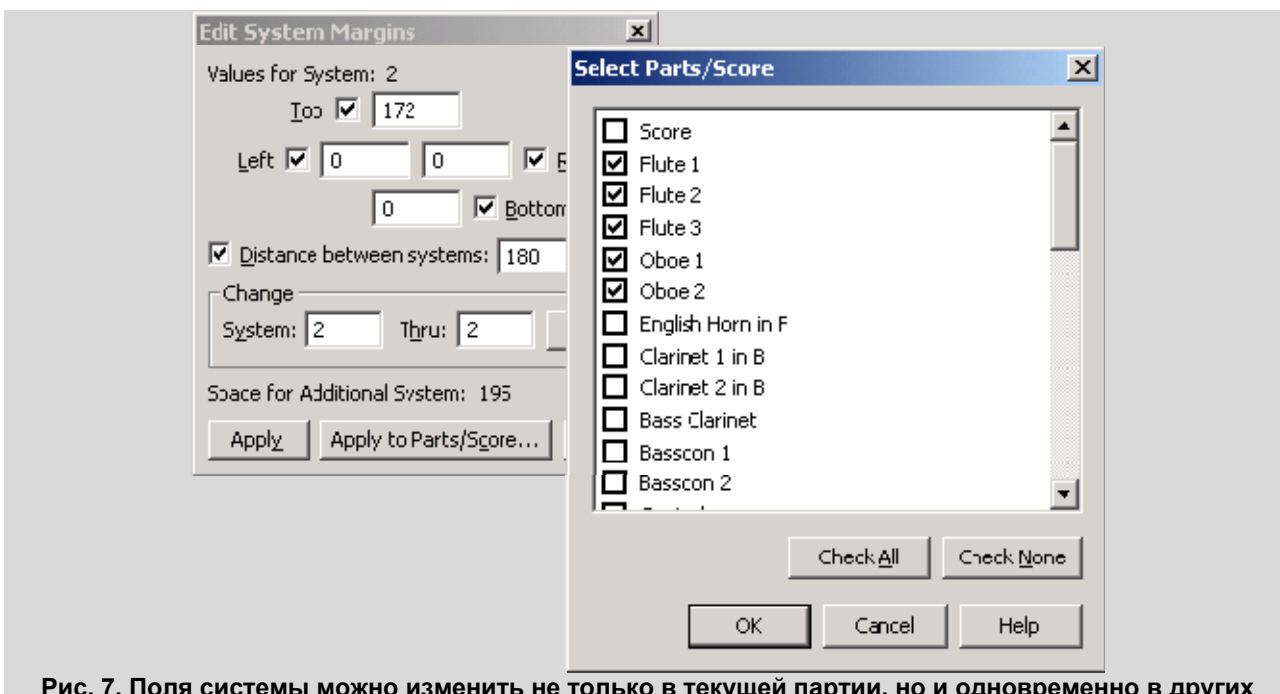 Edit System Margins
Values for System: 2
Top 172
Left 0 0
0 Bottom
Distance between systems: 180
Change
System: 2 Thru: 2
Space for Additional System: 195
Apply Apply to Parts/Score...
Select Parts/Score
Score
Flute 1
Flute 2
Flute 3
Oboe 1
Oboe 2
English Horn in F
Clarinet 1 in B
Clarinet 2 in B
Bass Clarinet
Basscon 1
Basscon 2
Check All Check None
OK Cancel Help
Рис. 7. Поля системы можно изменить не только в текущей партии, но и одновременно в других